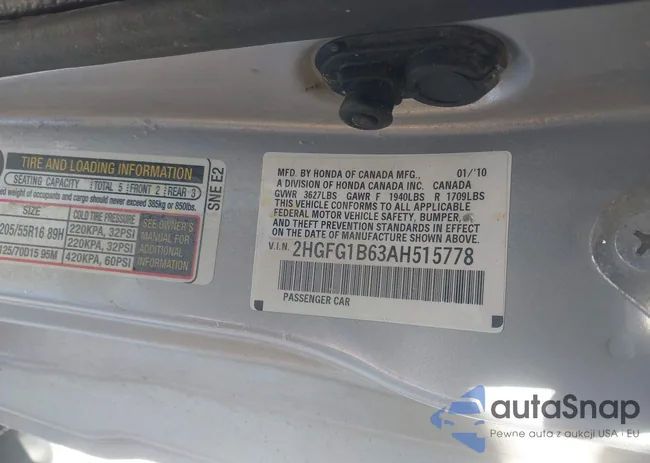 TIRE AND LOADING INFORMATION
SEATING CAPACITY TOTAL 5 FRONT 2 REAR 3
weight of occupants and cargo should never exceed 385kg or 850lbs.
SIZE
205/55R16 89H 220KPA, 32PSI
220KPA, 32PSI
125/70D15 95M 420KPA, 60PSI
SEE OWNER'S
MANUAL FOR
ADDITIONAL
INFORMATION
SNE E2
MFD. BY HONDA OF CANADA MFG., 01/'10
A DIVISION OF HONDA CANADA INC. CANADA
GVWR 3627LBS GAWR F 1940LBS R 1709LBS
THIS VEHICLE CONFORMS TO ALL APPLICABLE
FEDERAL MOTOR VEHICLE SAFETY, BUMPER,
AND THEFT PREVENTION STANDARDS IN EFFECT
ON THE DATE OF MANUFACTURE SHOWN ABOVE.
V.I.N. 2HGFG1B63AH515778
PASSENGER CAR
autaSnap
Pewne auta z aukcji USA i EU